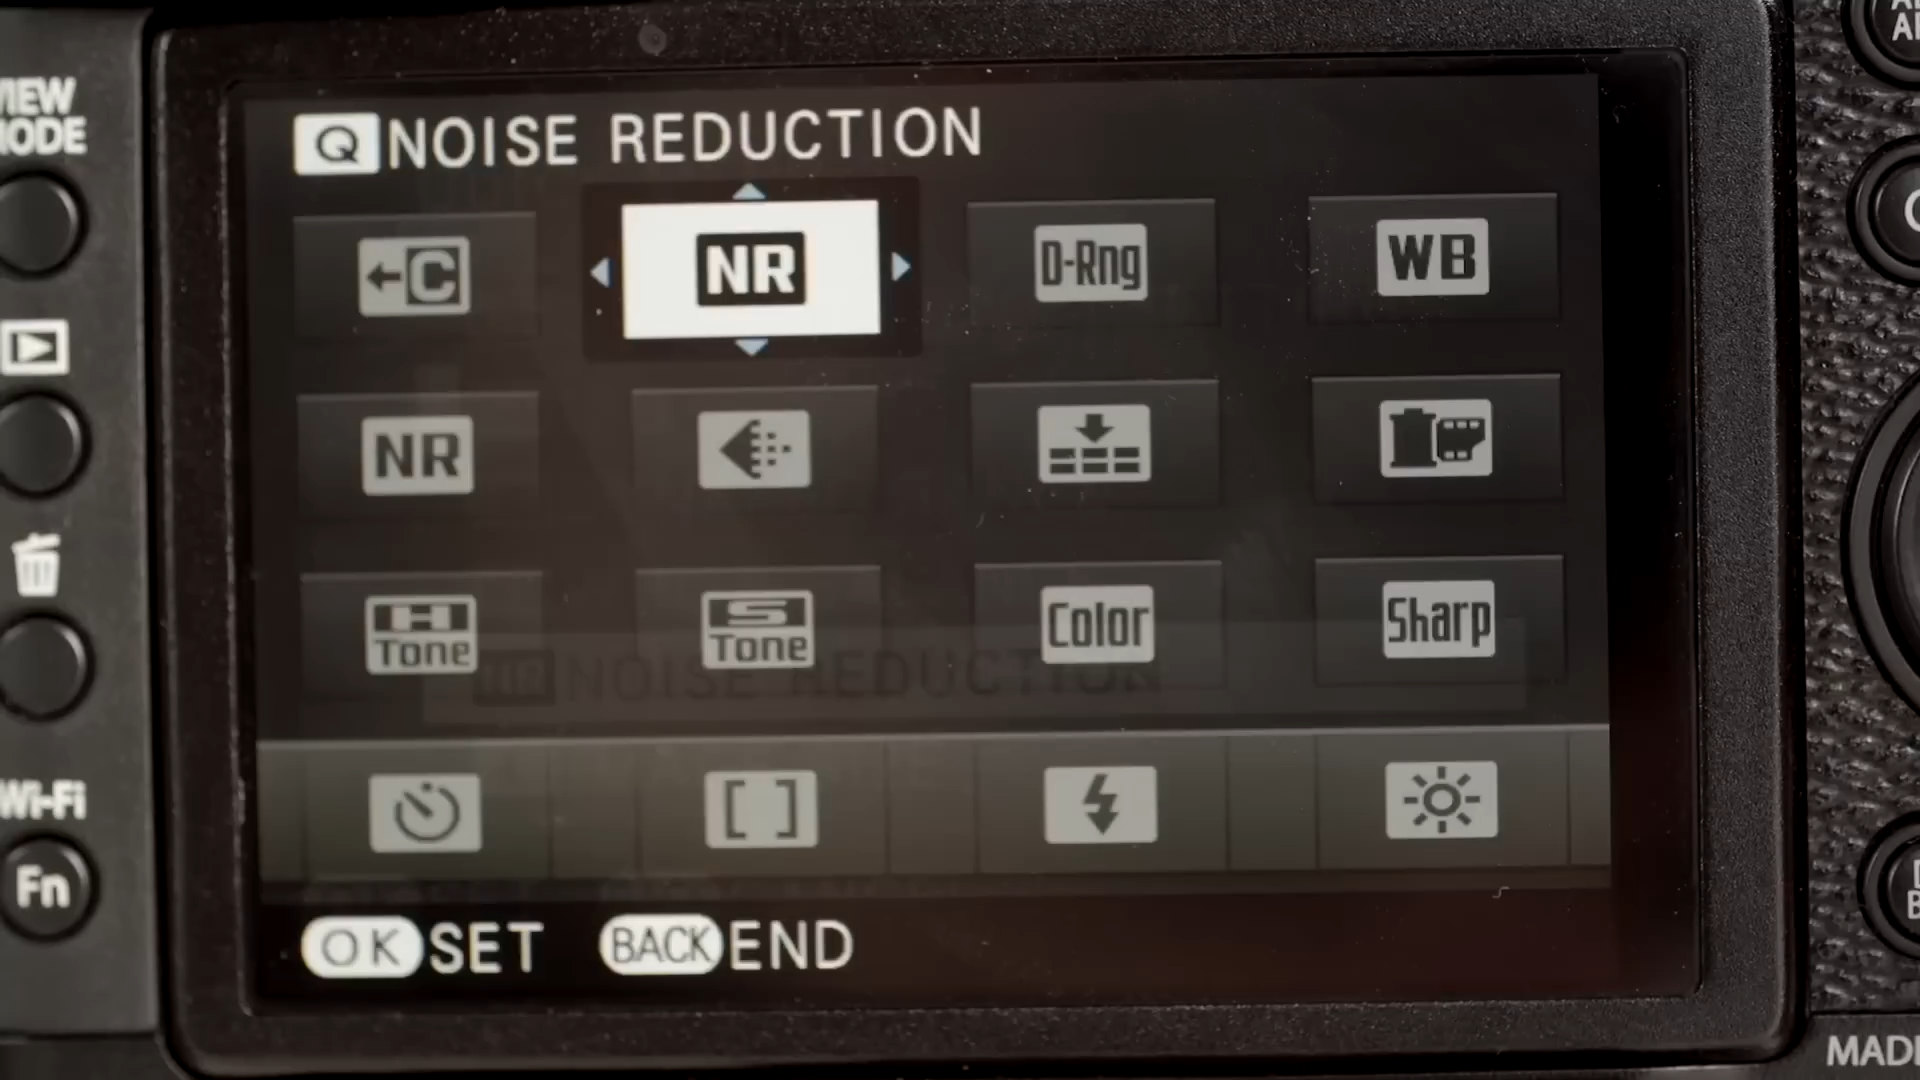 VIEW
MODE
Q NOISE REDUCTION
C NR D-Rng WB
NR
H Tone S Tone Color Sharp
NR NOISE REDUCTION
Wi-Fi
Fn
OK SET BACK END